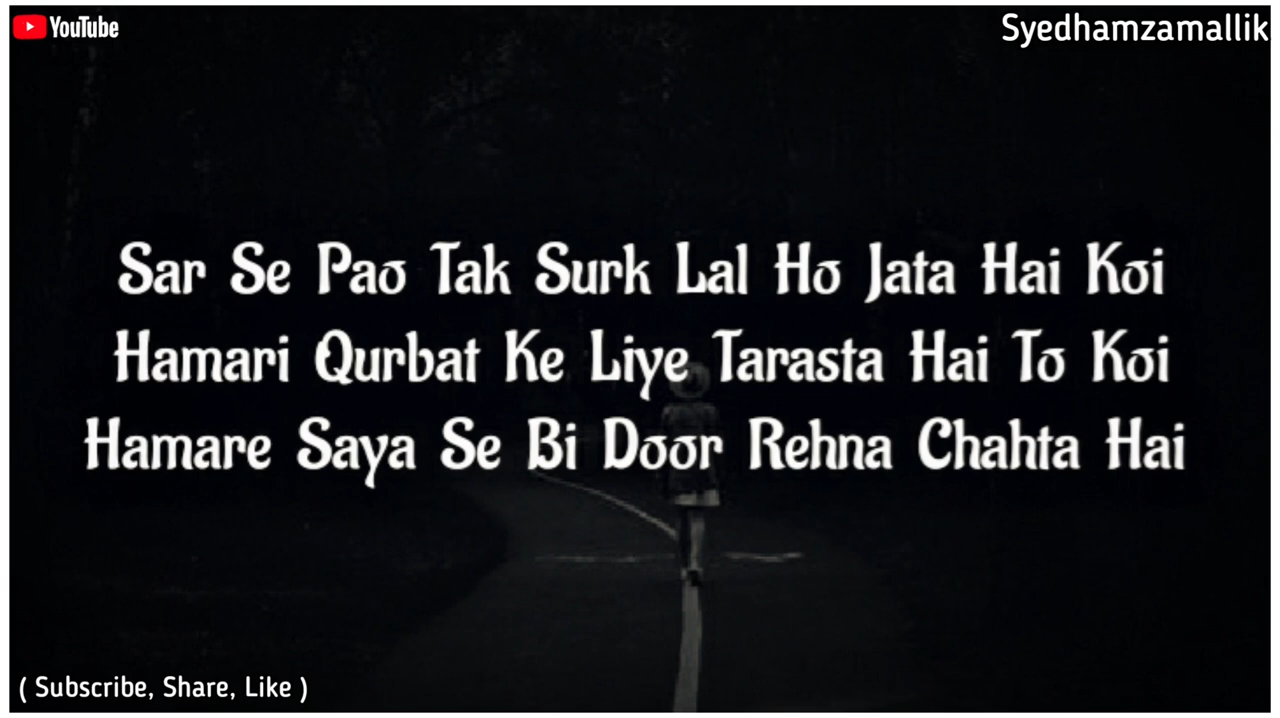 YouTube
Syedhamzamallik
Sar Se Pao Tak Surk Lal Ho Jata Hai Koi
Hamari Qurbat Ke Liye Tarasta Hai To Koi
Hamare Saya Se Bi Door Rehna Chahta Hai
( Subscribe, Share, Like )